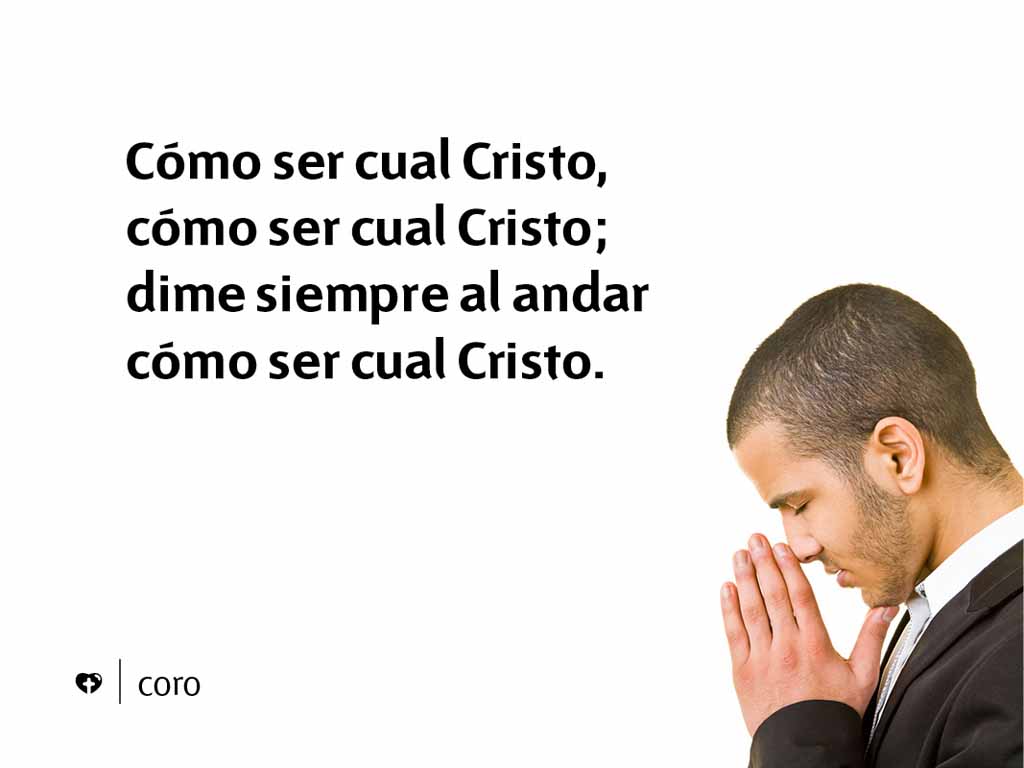 Cómo ser cual Cristo,
cómo ser cual Cristo;
dime siempre al andar
cómo ser cual Cristo.
coro